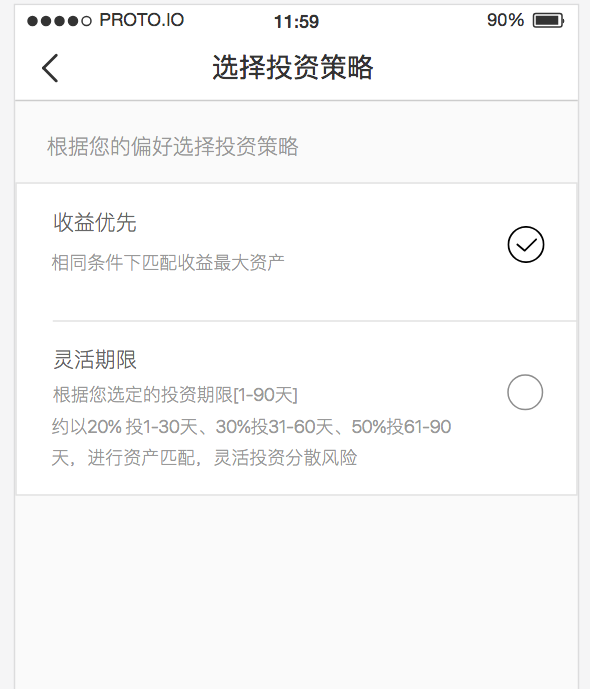 PROTO.IO 11:59 90%
选择投资策略
根据您的偏好选择投资策略
收益优先
相同条件下匹配收益最大资产
灵活期限
根据您选定的投资期限[1-90天]
约以20% 投1-30天、30%投31-60天、50%投61-90
天，进行资产匹配，灵活投资分散风险